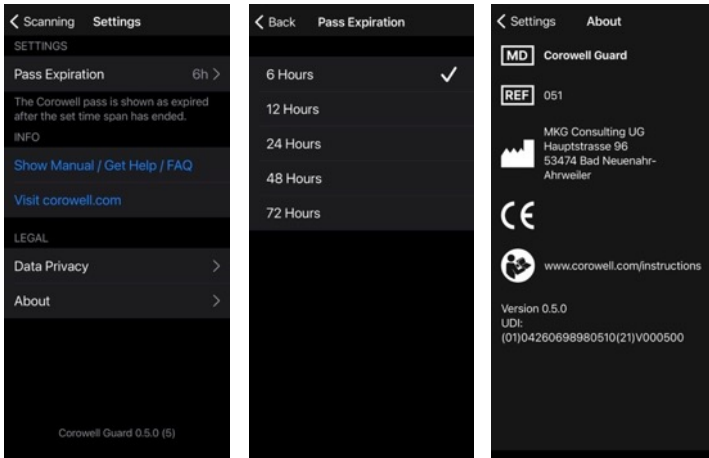 Scanning Settings
SETTINGS
Pass Expiration 6h
The Corowell pass is shown as expired
after the set time span has ended.
INFO
Show Manual / Get Help / FAQ
Visit corowell.com
LEGAL
Data Privacy
About
Corowell Guard 0.5.0 (5)
Back Pass Expiration
6 Hours
12 Hours
24 Hours
48 Hours
72 Hours
Settings About
MD Corowell Guard
REF 051
MKG Consulting UG
Hauptstrasse 96
53474 Bad Neuenahr-
Ahrweiler
CE
www.corowell.com/instructions
Version 0.5.0
UDI:
(01)04260698980510(21)V000500